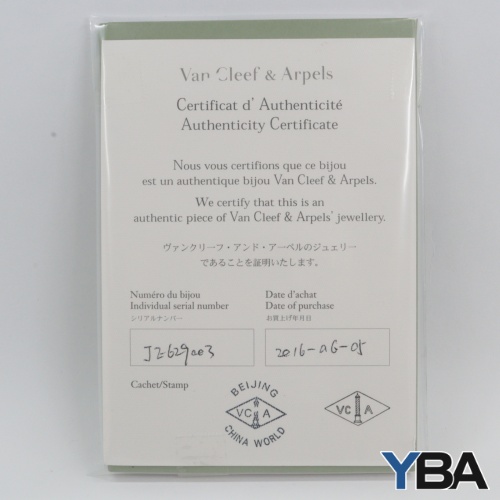 Van Cleef & Arpels
Certificat d' Authenticité
Authenticity Certificate
Nous vous certifions que ce bijou
est un authentique bijou Van Cleef & Arpels.
We certify that this is an
authentic piece of Van Cleef & Arpels' jewellery.
ヴァンクリーフ・アンド・アーペルのジュェリー
であることを証明いたします。
Numéro du bijou
Individual serial number
シリアルナンバー
Date d'achat
Date of purchase
お買上げ年月日
2016-06-05
Cachet/Stamp
BEIJING
VC A
CHINA WORLD
VC A
YBA